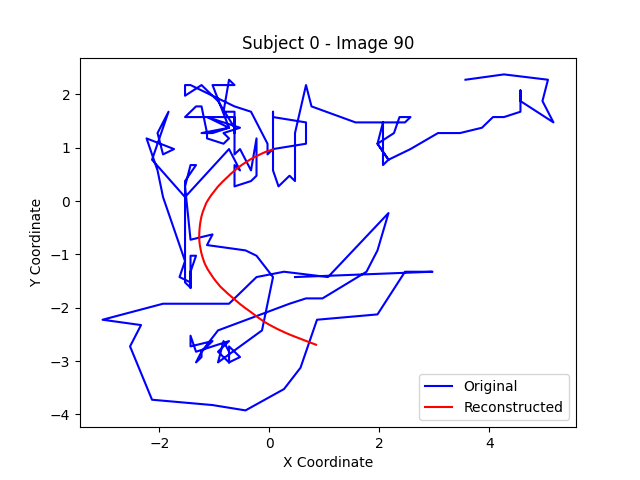 Subject 0 - Image 90
Y Coordinate
2
1
0
−1
−2
−3
−4
−2
0
2
4
X Coordinate
Original
Reconstructed